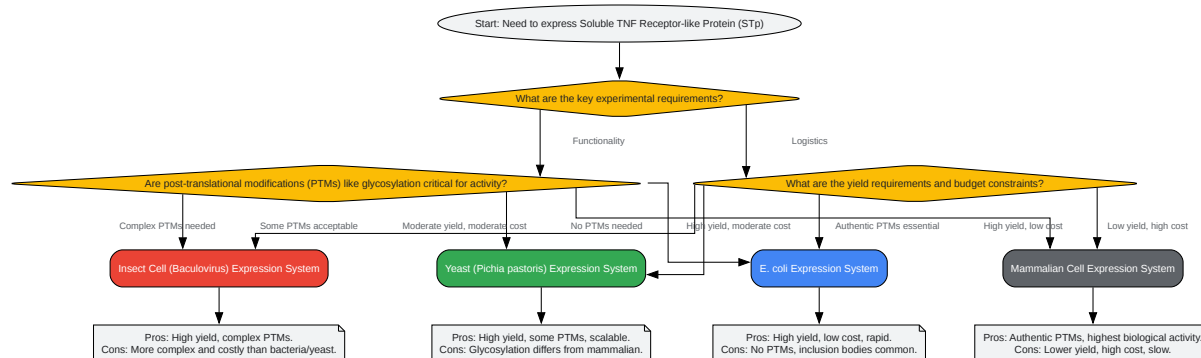 Start: Need to express Soluble TNF Receptor-like Protein (STp)
What are the key experimental requirements?
Functionality
Logistics
Are post-translational modifications (PTMs) like glycosylation critical for activity?
What are the yield requirements and budget constraints?
Complex PTMs needed
Some PTMs acceptable
Moderate yield, moderate cost
No PTMs needed
High yield, moderate cost
Authentic PTMs essential
High yield, low cost
Low yield, high cost
Insect Cell (Baculovirus) Expression System
Yeast (Pichia pastoris) Expression System
E. coli Expression System
Mammalian Cell Expression System
Pros: High yield, complex PTMs.
Cons: More complex and costly than bacteria/yeast.
Pros: High yield, some PTMs, scalable.
Cons: Glycosylation differs from mammalian.
Pros: High yield, low cost, rapid.
Cons: No PTMs, inclusion bodies common.
Pros: Authentic PTMs, highest biological activity
Cons: Lower yield, high cost, slow.